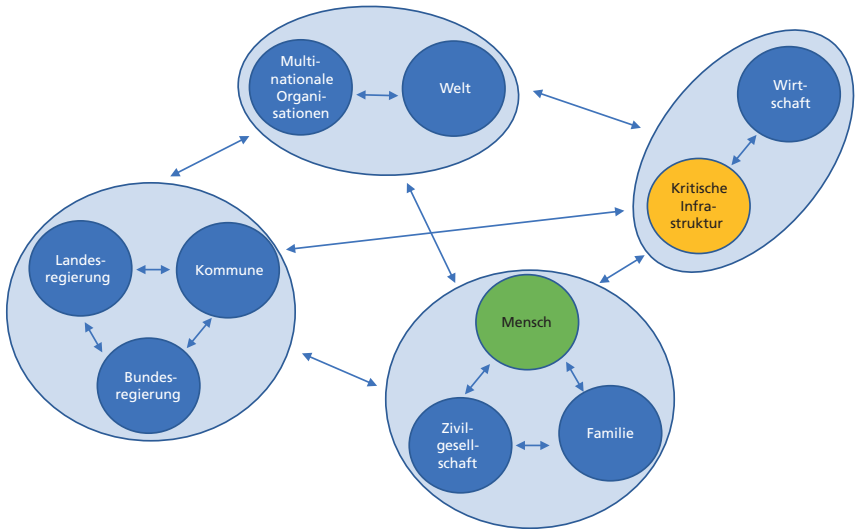 Multi-
nationale
Organi-
sationen
Welt
Wirt-
schaft
Kritische
Infra-
struktur
Landes-
regierung
Kommune
Bundes-
regierung
Mensch
Zivil-
gesell-
schaft
Familie